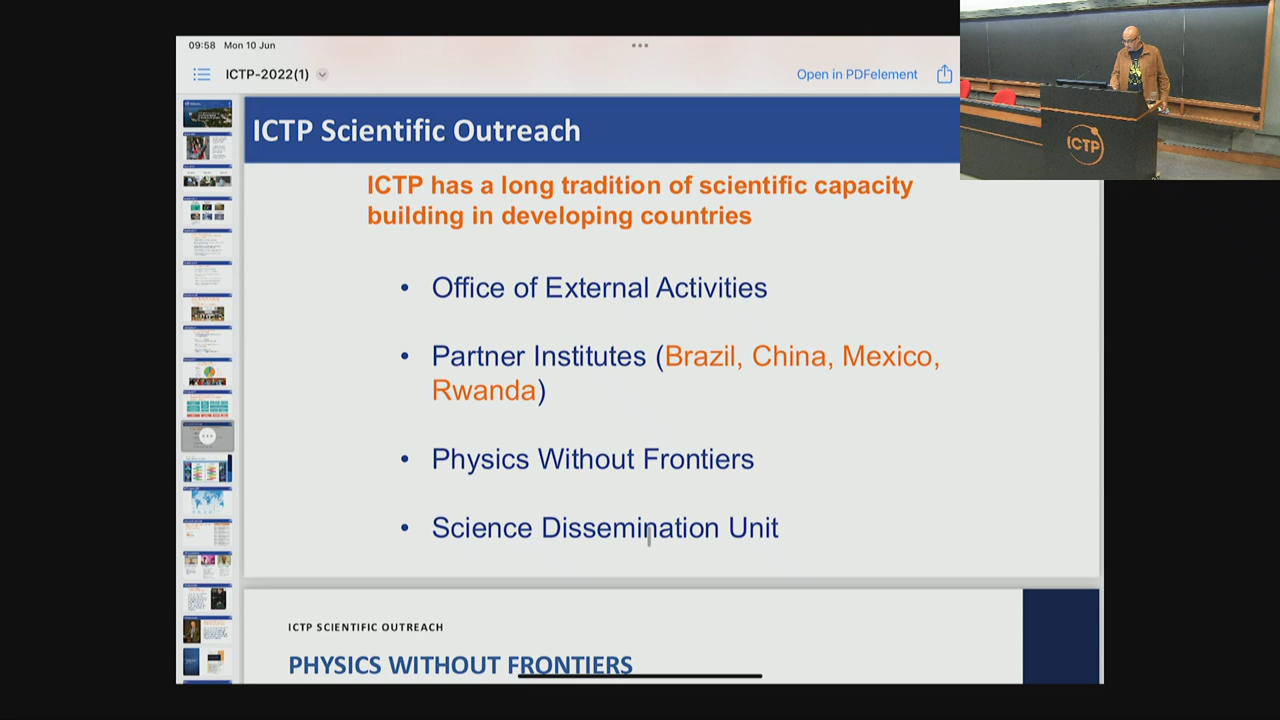 09:58 Mon 10 Jun
ICTP-2022(1)
Open in PDFelement
ICTP Scientific Outreach
ICTP has a long tradition of scientific capacity
building in developing countries
• Office of External Activities
• Partner Institutes (Brazil, China, Mexico,
Rwanda)
• Physics Without Frontiers
• Science Dissemination Unit
ICTP SCIENTIFIC OUTREACH
PHYSICS WITHOUT FRONTIERS
ICTP